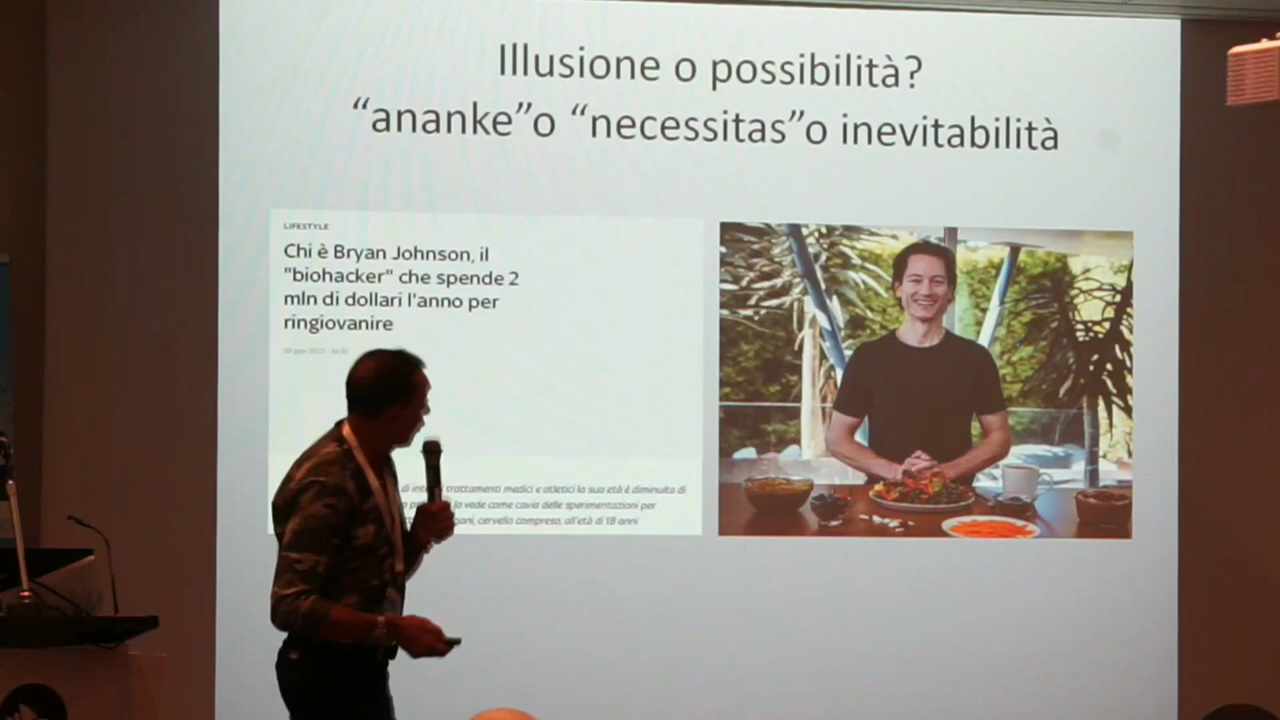 Illusione o possibilità?
“ananke”o “necessitas”o inevitabilità
LIFESTYLE
Chi è Bryan Johnson, il
"biohacker" che spende 2
mln di dollari l'anno per
ringiovanire
trattamenti medici e atletici la sua età è diminuita di
lo vede come cavia delle sperimentazioni per
cervello compreso, all'età di 18 anni